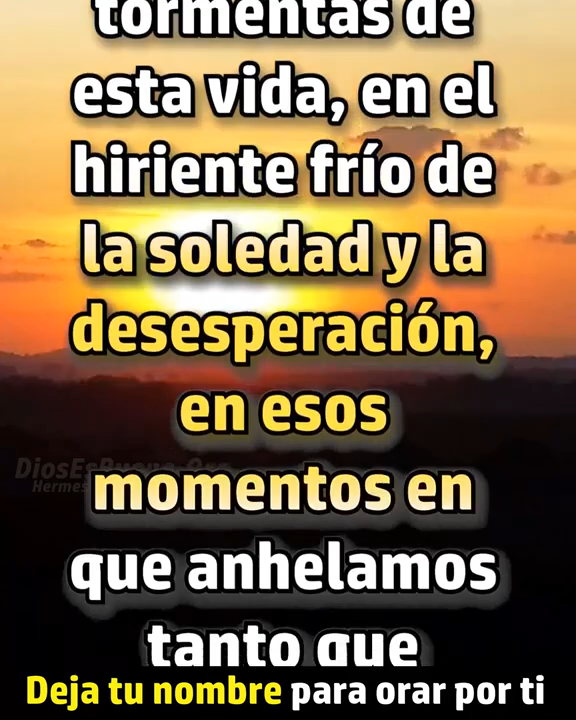 tormentas de
esta vida, en el
hiriente frío de
la soledad y la
desesperación,
en esos
momentos en
que anhelamos
tanto que
Deja tu nombre para orar por ti